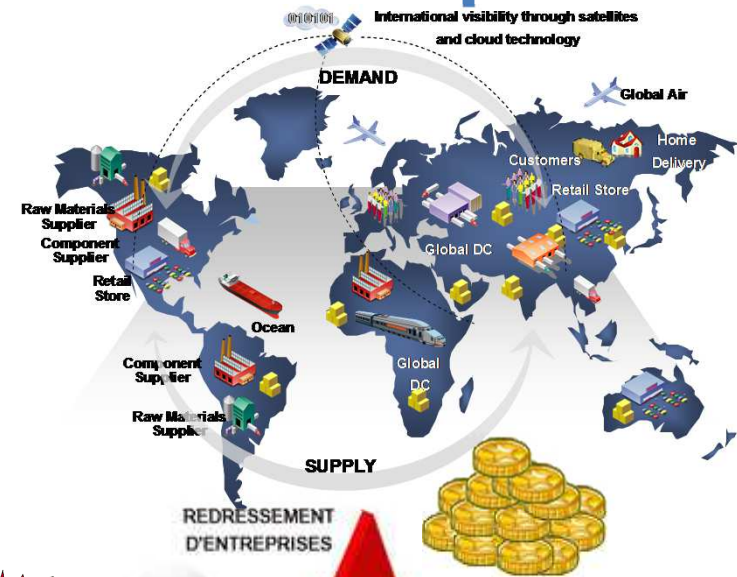 010101
International visibility through satellites
and cloud technology
DEMAND
Global Air
Home
Delivery
Customers
Retail Store
Raw Materials
Supplier
Component
Supplier
Global DC
Retail
Store
Ocean
Component
Supplier
Global
DC
Raw Materials
Supplier
SUPPLY
REDRESSEMENT
D'ENTREPRISES